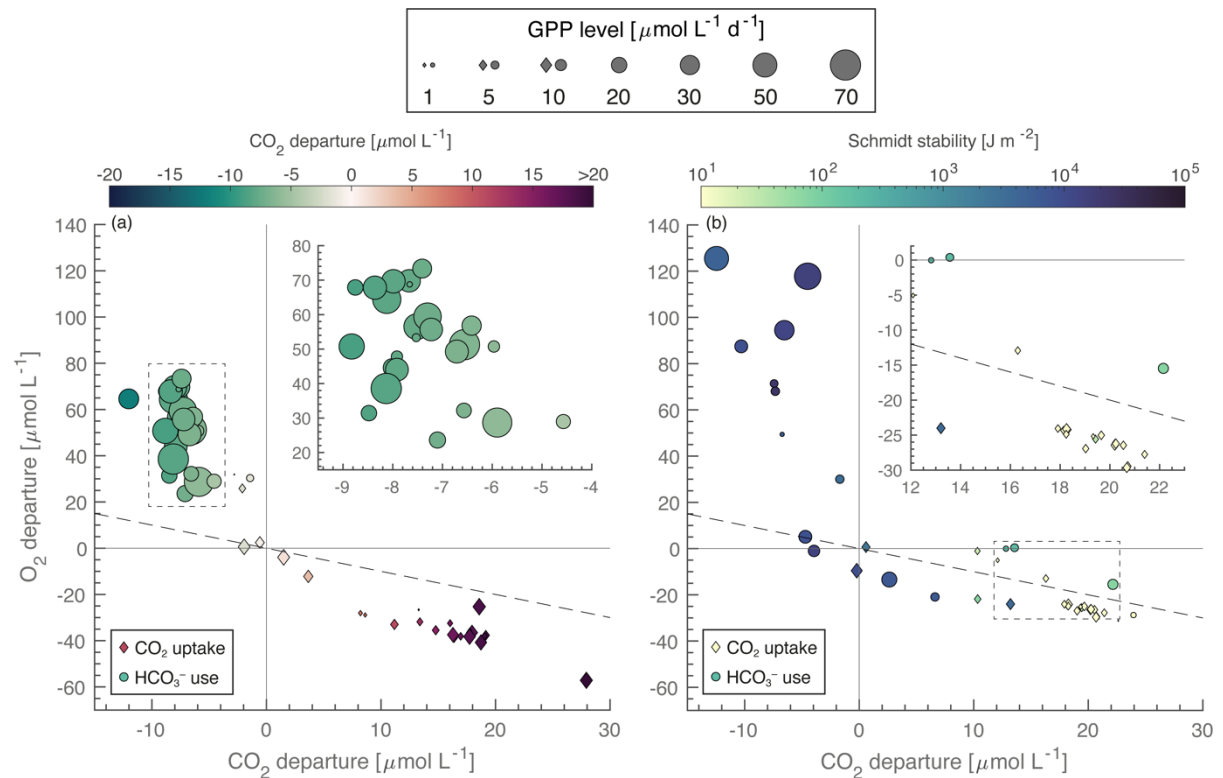 GPP level [μmol L⁻¹ d⁻¹]
1 5 10 20 30 50 70
CO₂ departure [μmol L⁻¹]
-20 -15 -10 -5 0 5 10 15 >20
Schmidt stability [J m⁻²]
10¹ 10² 10³ 10⁴ 10⁵
(a)
140
120
100
80
60
40
20
0
-20
-40
-60
O₂ departure [μmol L⁻¹]
80
70
60
50
40
30
20
-9 -8 -7 -6 -5 -4
CO₂ uptake
HCO₃⁻ use
-10 0 10 20 30
CO₂ departure [μmol L⁻¹]
(b)
140
120
100
80
60
40
20
0
-20
-40
-60
0
-5
-10
-15
-20
-25
-30
12 14 16 18 20 22
CO₂ uptake
HCO₃⁻ use
-10 0 10 20 30
CO₂ departure [μmol L⁻¹]